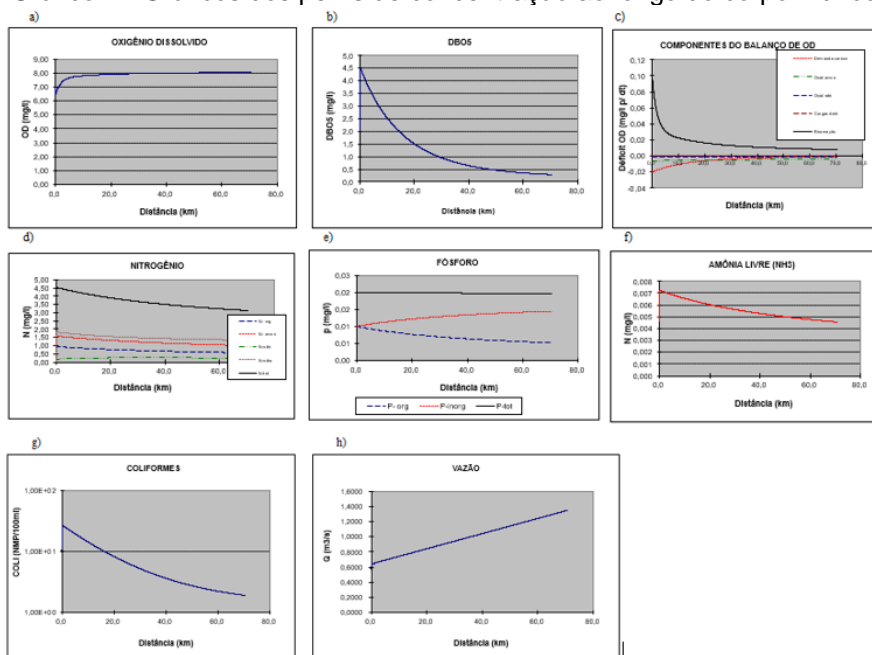 a)
b)
c)
OXIGÊNIO DISSOLVIDO
9,00
8,00
7,00
6,00
5,00
4,00
3,00
2,00
1,00
0,00
OD (mg/l)
0,0 20,0 40,0 60,0 80,0
Distância (km)
DBO5
5,0
4,5
4,0
3,5
3,0
2,5
2,0
1,5
1,0
0,5
0,0
DBO5 (mg/l)
0,0 20,0 40,0 60,0 80,0
Distância (km)
COMPONENTES DO BALANÇO DE OD
0,12
0,10
0,08
0,06
0,04
0,02
0,00
-0,02
-0,04
Déficit OD (mg/l p/ dt)
Distância (km)
d)
e)
f)
NITROGÊNIO
5,00
4,50
4,00
3,50
3,00
2,50
2,00
1,50
1,00
0,50
0,00
N (mg/l)
0,0 20,0 40,0 60,0
Distância (km)
FÓSFORO
0,03
0,03
0,02
0,02
0,01
0,01
0,00
p (mg/l)
0,0 20,0 40,0 60,0 80,0
Distância (km)
P- org P-inorg P-tot
AMÔNIA LIVRE (NH3)
0,008
0,007
0,006
0,005
0,004
0,003
0,002
0,001
0,000
N (mg/l)
0,0 20,0 40,0 60,0 80,0
Distância (km)
g)
h)
COLIFORMES
1,00E+02
1,00E+01
1,00E+00
COLI (NMP/100ml)
0,0 20,0 40,0 60,0 80,0
Distância (km)
VAZÃO
1,6000
1,4000
1,2000
1,0000
0,8000
0,6000
0,4000
0,2000
0,0000
Q (m3/s)
0,0 20,0 40,0 60,0 80,0
Distância (km)